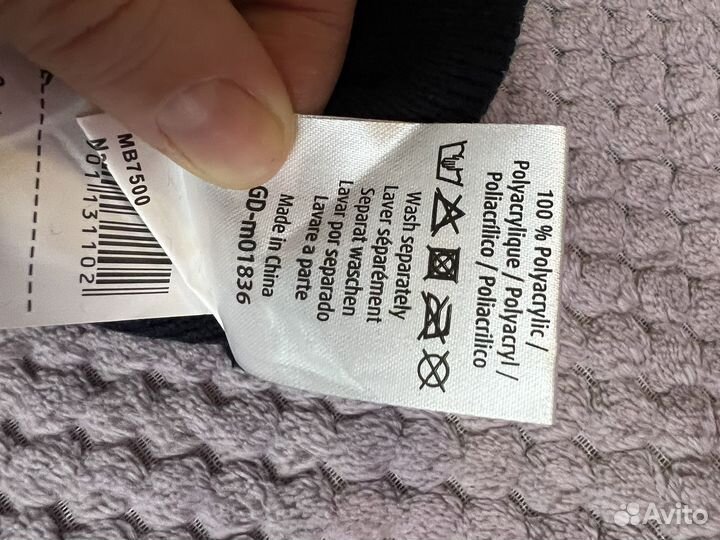 100 % Polyacrylic /
Polyacrylique / Polyacryl /
Poliacrílico / Poliacrilico
Wash separately
Laver séparément
Separat waschen
Lavar por separado
Lavare a parte
Made in China
GD-m01836
MB7500
131102
Avito